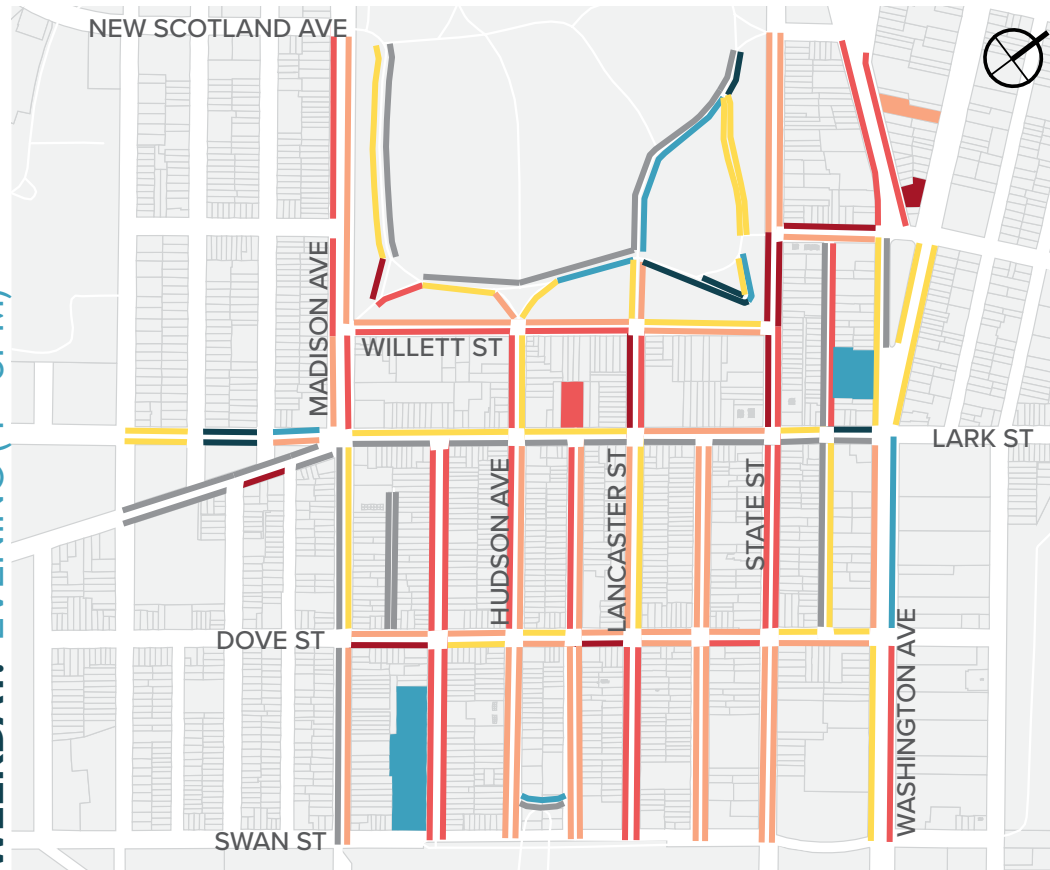 NEW SCOTLAND AVE
MADISON AVE
WILLETT ST
LARK ST
HUDSON AVE
LANCASTER ST
STATE ST
DOVE ST
WASHINGTON AVE
SWAN ST